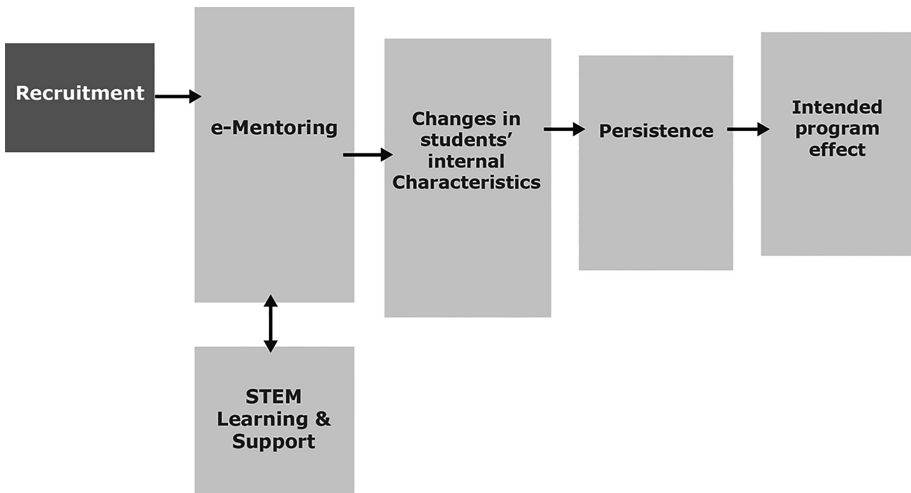 Recruitment
e-Mentoring
Changes in
students’
internal
Characteristics
Persistence
Intended
program
effect
STEM
Learning &
Support